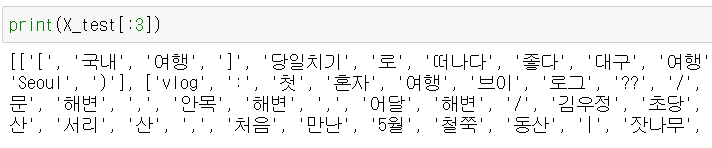 print(X_test[:3])
[['[', '국내', '여행', ']', '당일치기', '로', '떠나다', '좋다', '대구', '여행'
'Seoul', ')'], ['vlog', ':', '첫', '혼자', '여행', '브이', '로그', '??', '/',
문', '해변', ',', '안목', '해변', ',', '어달', '해변', '/', '김우정', '초당',
산', '서리', '산', ',', '처음', '만난', '5월', '철쭉', '동산', 'ㅣ', '잣나무',